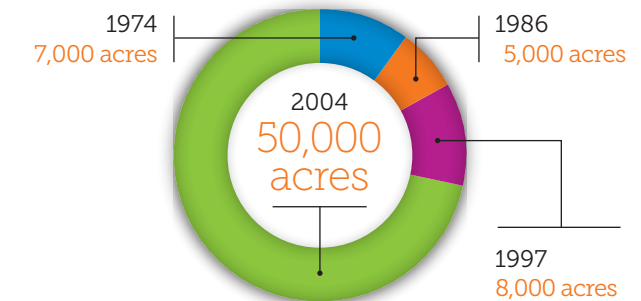 1974
7,000 acres
1986
5,000 acres
2004
50,000
acres
1997
8,000 acres